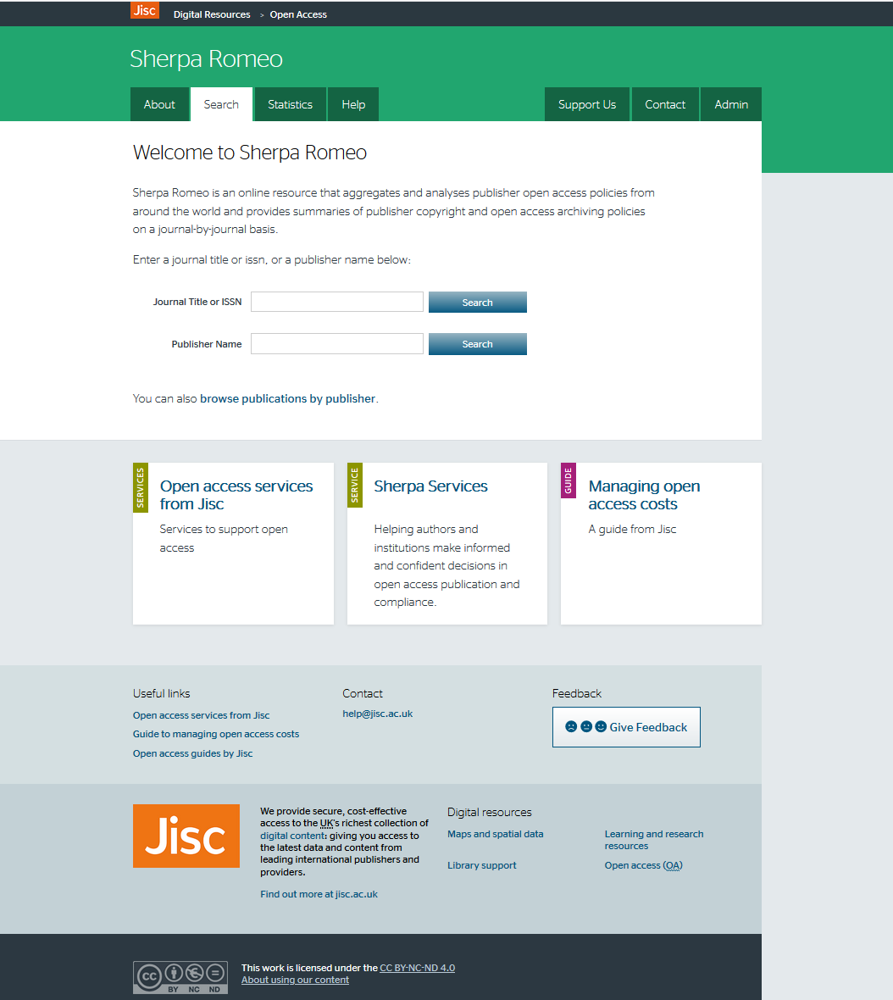 Jisc Digital Resources > Open Access
Sherpa Romeo
About Search Statistics Help Support Us Contact Admin
Welcome to Sherpa Romeo
Sherpa Romeo is an online resource that aggregates and analyses publisher open access policies from
around the world and provides summaries of publisher copyright and open access archiving policies
on a journal-by-journal basis.
Enter a journal title or issn, or a publisher name below:
Journal Title or ISSN Search
Publisher Name Search
You can also browse publications by publisher.
SERVICES
Open access services
from Jisc
Services to support open
access
SERVICE
Sherpa Services
Helping authors and
institutions make informed
and confident decisions in
open access publication and
compliance.
GUIDE
Managing open
access costs
A guide from Jisc
Useful links
Open access services from Jisc
Guide to managing open access costs
Open access guides by Jisc
Contact
help@jisc.ac.uk
Feedback
Give Feedback
Jisc
We provide secure, cost-effective
access to the UK's richest collection of
digital content: giving you access to
the latest data and content from
leading international publishers and
providers.
Find out more at jisc.ac.uk
Digital resources
Maps and spatial data
Learning and research
resources
Library support
Open access (OA)
cc BY NC ND
This work is licensed under the CC BY-NC-ND 4.0
About using our content